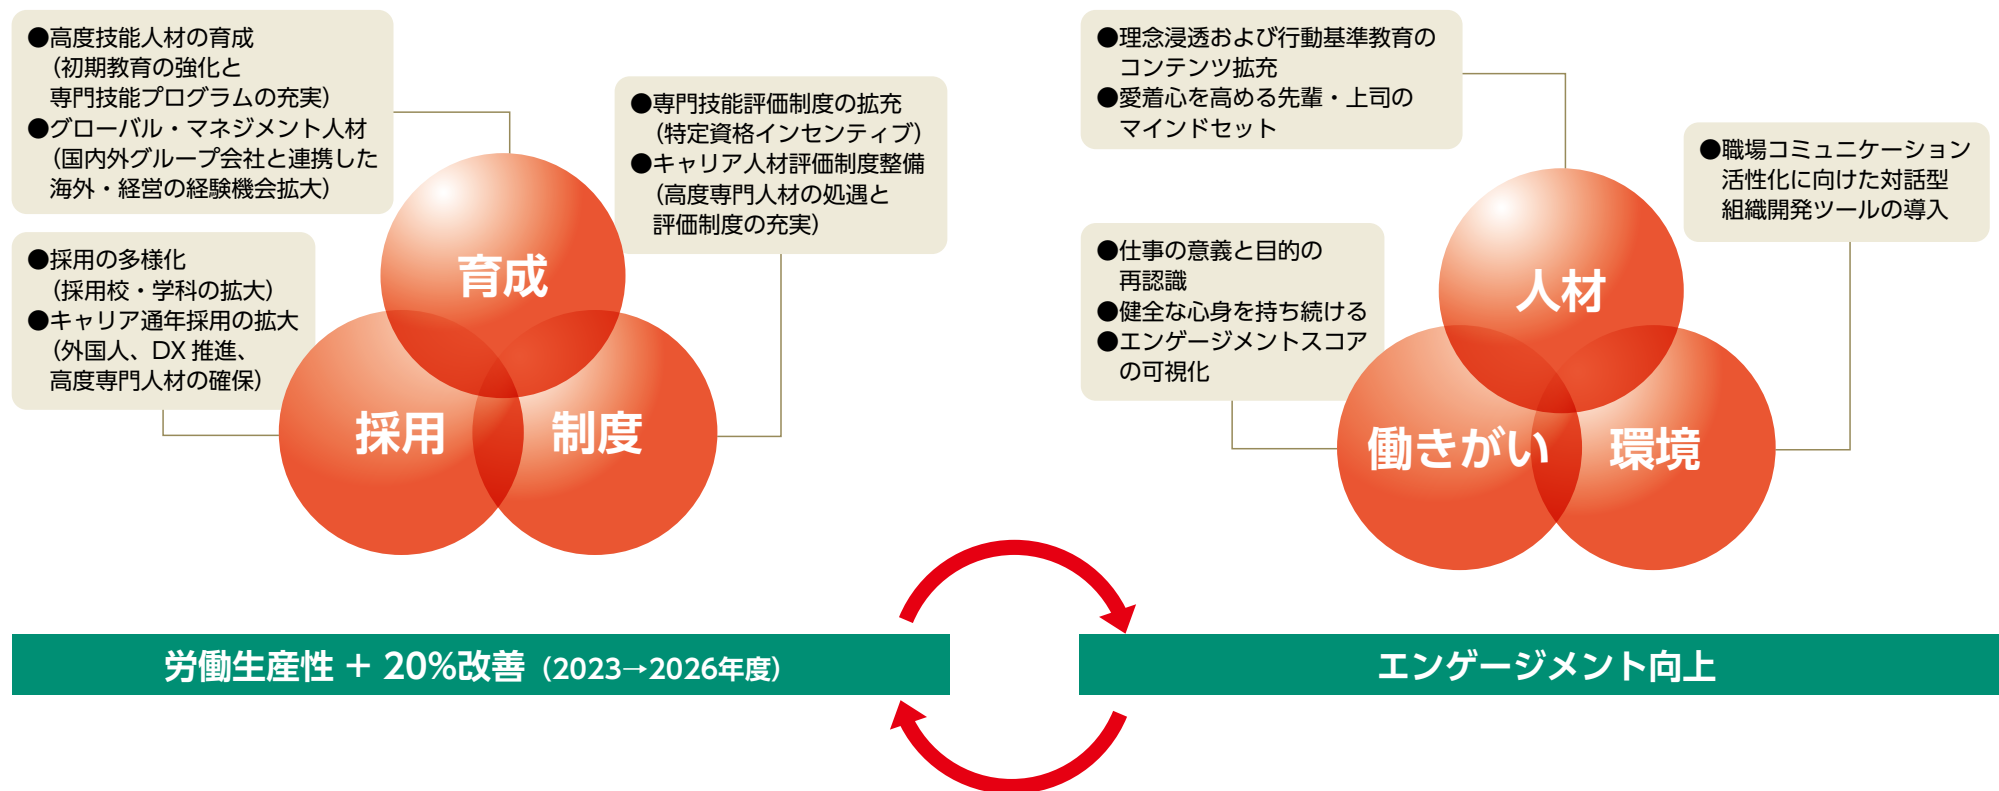 ●高度技能人材の育成
（初期教育の強化と
専門技能プログラムの充実）
●グローバル・マネジメント人材
（国内外グループ会社と連携した
海外・経営の経験機会拡大）
●専門技能評価制度の拡充
（特定資格インセンティブ）
●キャリア人材評価制度整備
（高度専門人材の処遇と
評価制度の充実）
●採用の多様化
（採用校・学科の拡大）
●キャリア通年採用の拡大
（外国人、DX 推進、
高度専門人材の確保）
育成
採用
制度
●理念浸透および行動基準教育の
コンテンツ拡充
●愛着心を高める先輩・上司の
マインドセット
●職場コミュニケーション
活性化に向けた対話型
組織開発ツールの導入
●仕事の意義と目的の
再認識
●健全な心身を持ち続ける
●エンゲージメントスコア
の可視化
人材
働きがい
環境
労働生産性 ＋ 20%改善（2023→2026年度）
エンゲージメント向上